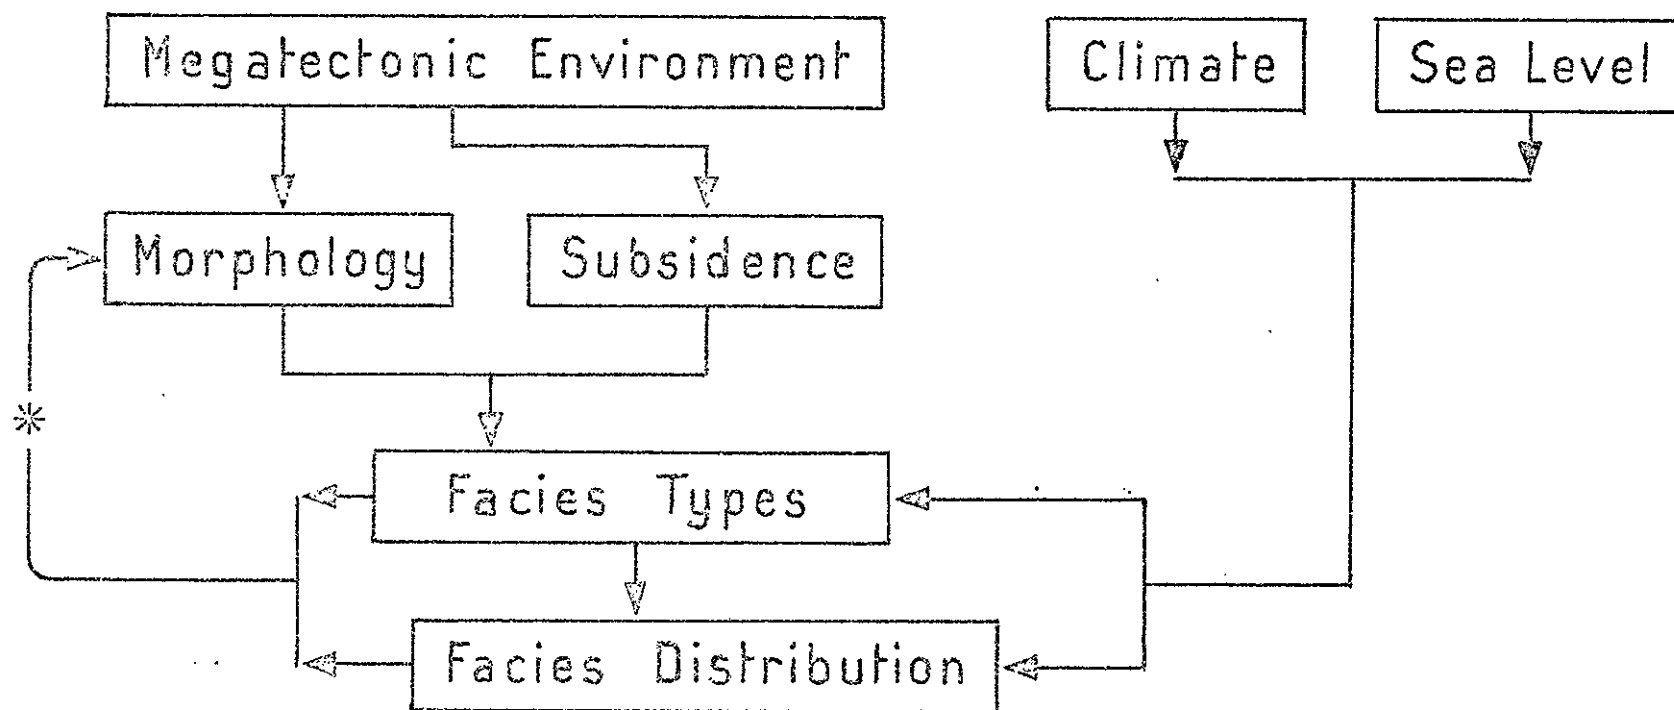 Megatectonic Environment
Climate
Sea Level
Morphology
Subsidence
*
Facies Types
Facies Distribution